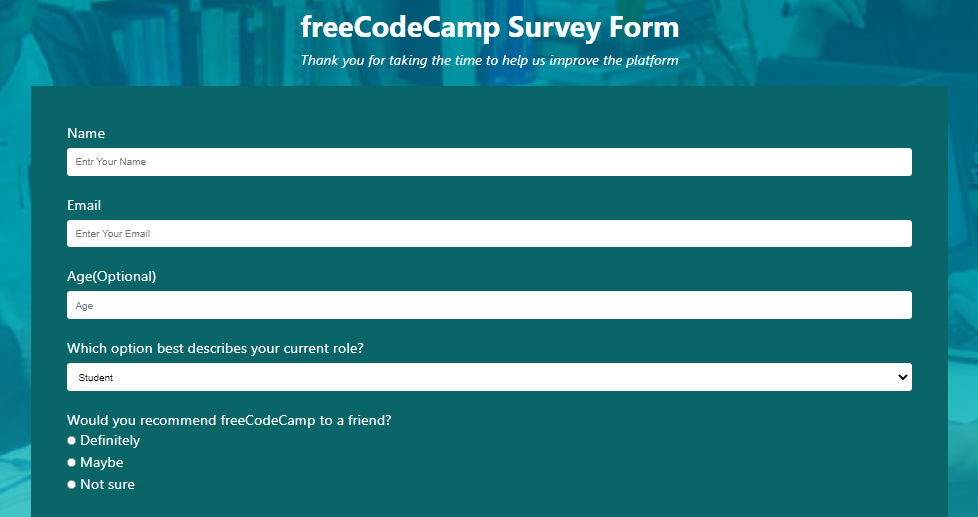 freeCodeCamp Survey Form
Thank you for taking the time to help us improve the platform
Name
Entr Your Name
Email
Enter Your Email
Age(Optional)
Age
Which option best describes your current role?
Student
Would you recommend freeCodeCamp to a friend?
Definitely
Maybe
Not sure